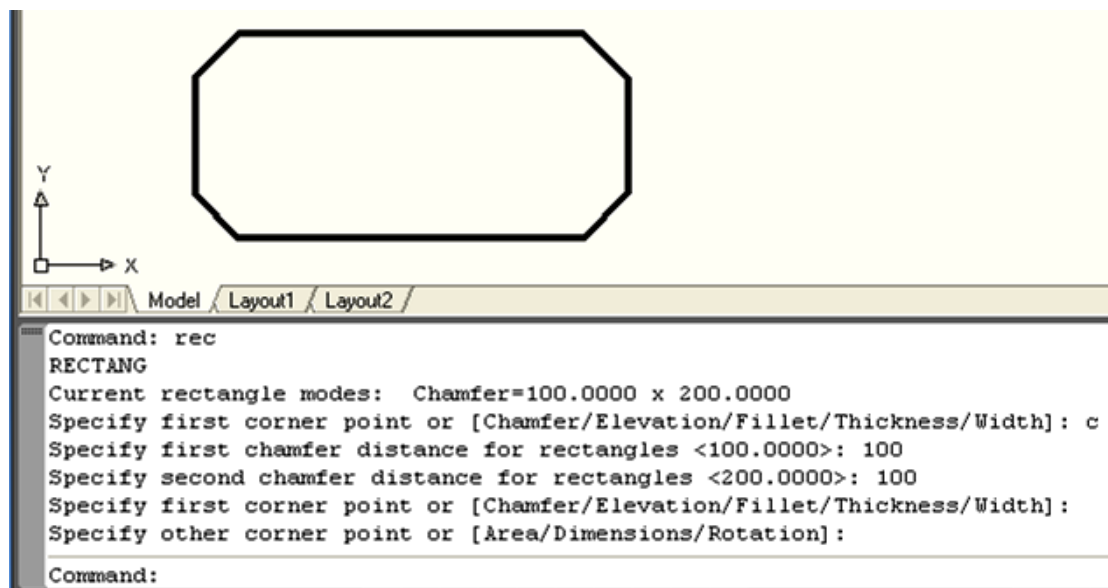 Y
X
Model / Layout1 / Layout2 /
Command: rec
RECTANG
Current rectangle modes:  Chamfer=100.0000 x 200.0000
Specify first corner point or [Chamfer/Elevation/Fillet/Thickness/Width]: c
Specify first chamfer distance for rectangles <100.0000>: 100
Specify second chamfer distance for rectangles <200.0000>: 100
Specify first corner point or [Chamfer/Elevation/Fillet/Thickness/Width]:
Specify other corner point or [Area/Dimensions/Rotation]:
Command: